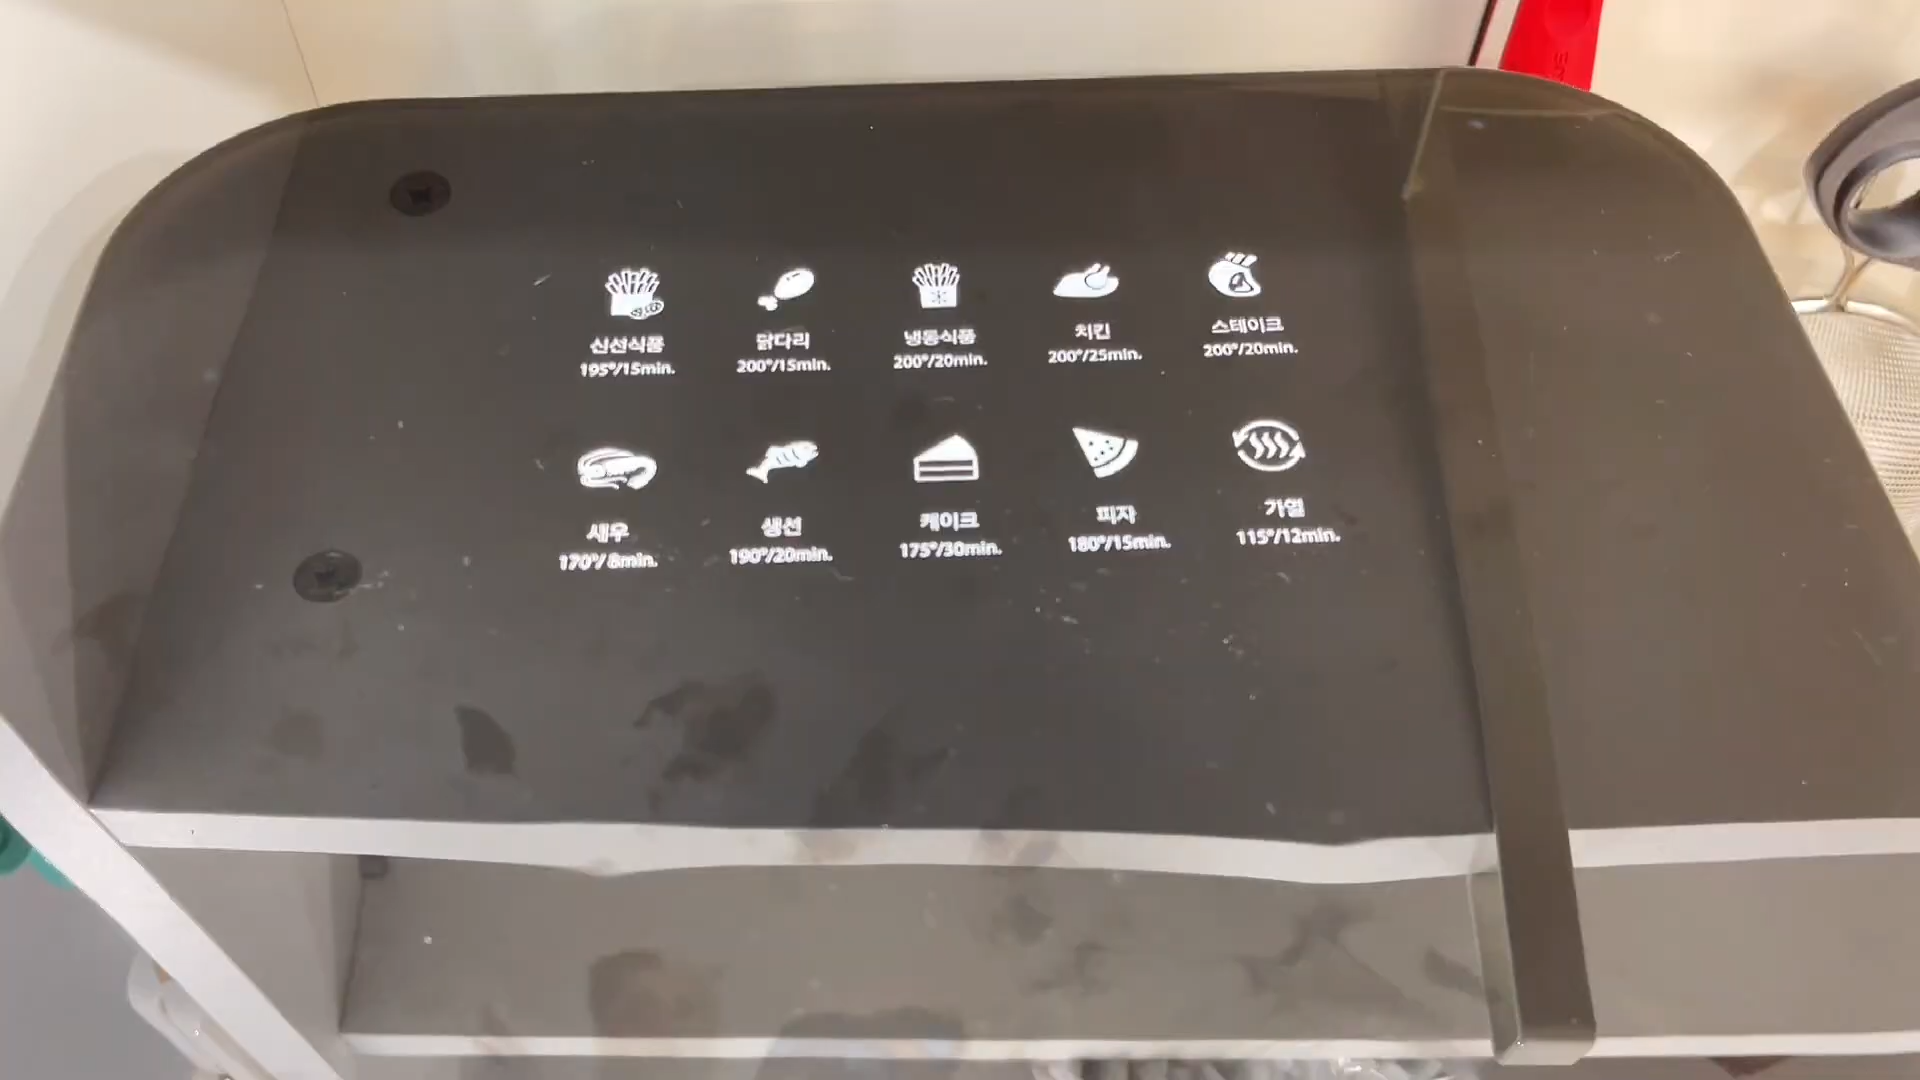 신선식품 닭다리 냉동식품 치킨 스테이크
195°/15min. 200°/15min. 200°/20min. 200°/25min. 200°/20min.
새우 생선 케이크 피자 가열
170°/8min. 190°/20min. 175°/30min. 180°/15min. 115°/12min.